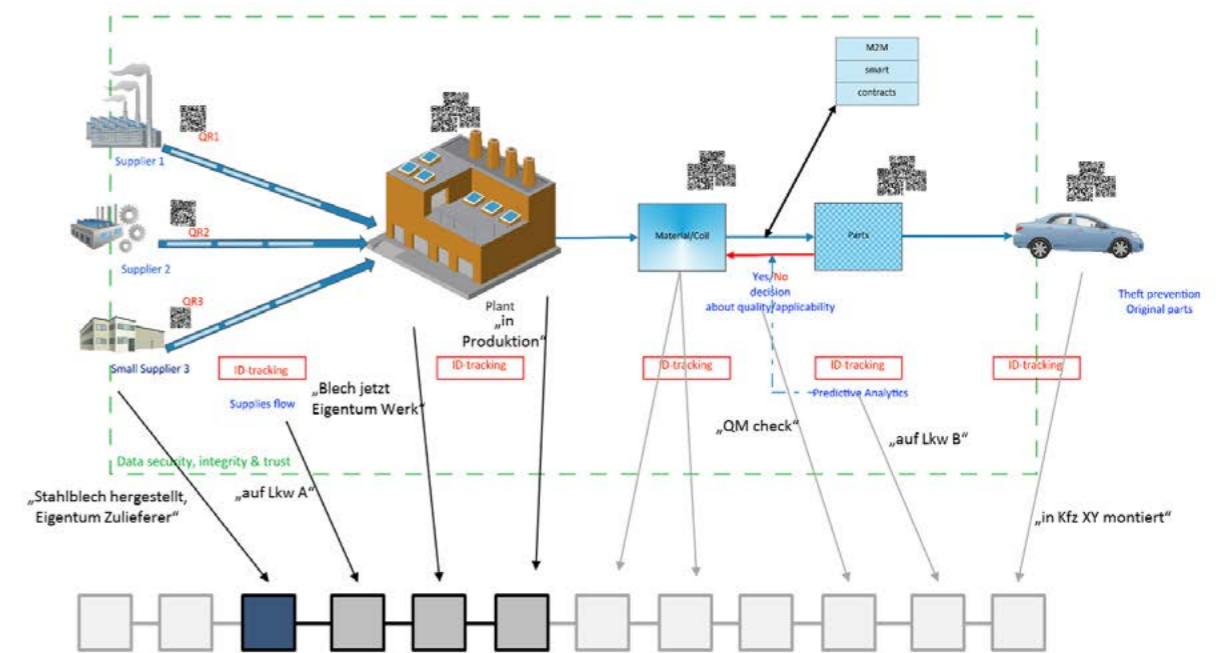 M2M
smart
contracts
QR1
Supplier 1
QR2
Supplier 2
QR3
Small Supplier 3
Plant
„in
Produktion“
Material/Coil
Parts
Yes/No
decision
about quality/applicability
Theft prevention
Original parts
ID-tracking
ID-tracking
ID-tracking
ID-tracking
ID-tracking
Supplies flow
„Blech jetzt
Eigentum Werk“
Predictive Analytics
„QM check“
„auf Lkw B“
Data security, integrity & trust
„Stahlblech hergestellt,
Eigentum Zulieferer“
„auf Lkw A“
„in Kfz XY montiert“